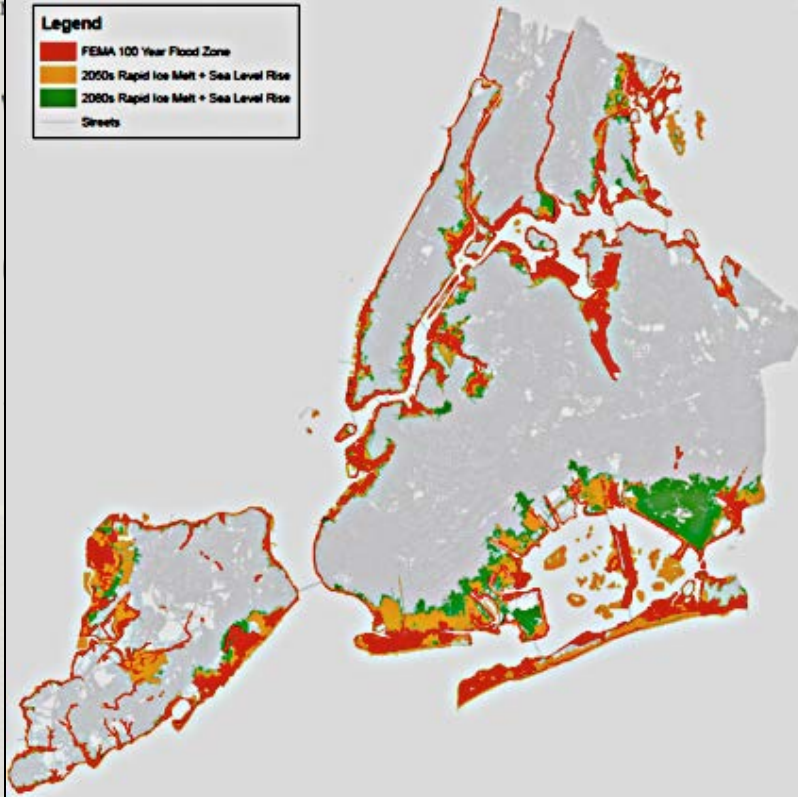 Legend
FEMA 100 Year Flood Zone
2050s Rapid Ice Melt + Sea Level Rise
2080s Rapid Ice Melt + Sea Level Rise
Streets